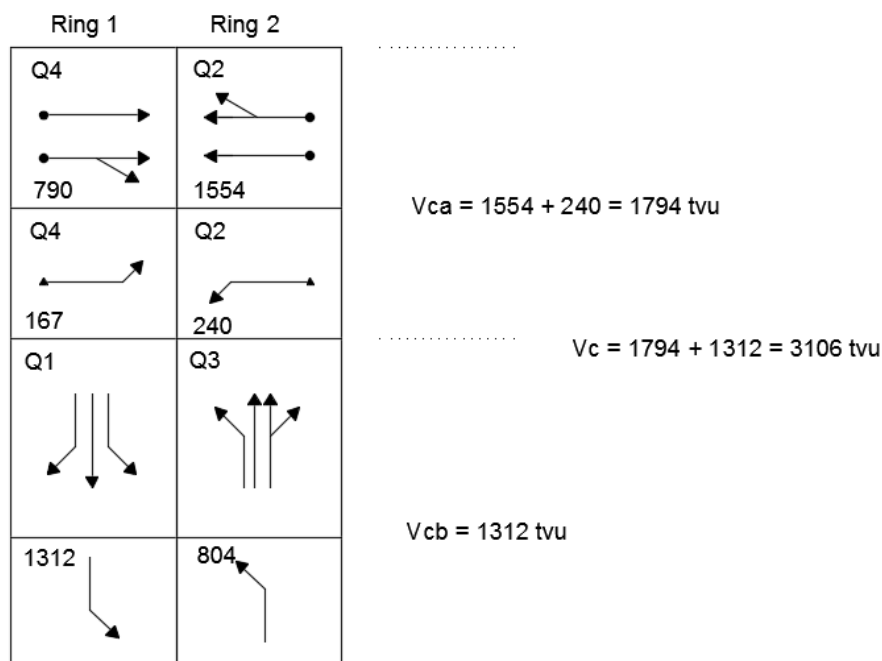 Ring 1 Ring 2
Q4 Q2
790 1554
Vca = 1554 + 240 = 1794 tvu
Q4 Q2
167 240
Vc = 1794 + 1312 = 3106 tvu
Q1 Q3
Vcb = 1312 tvu
1312 804